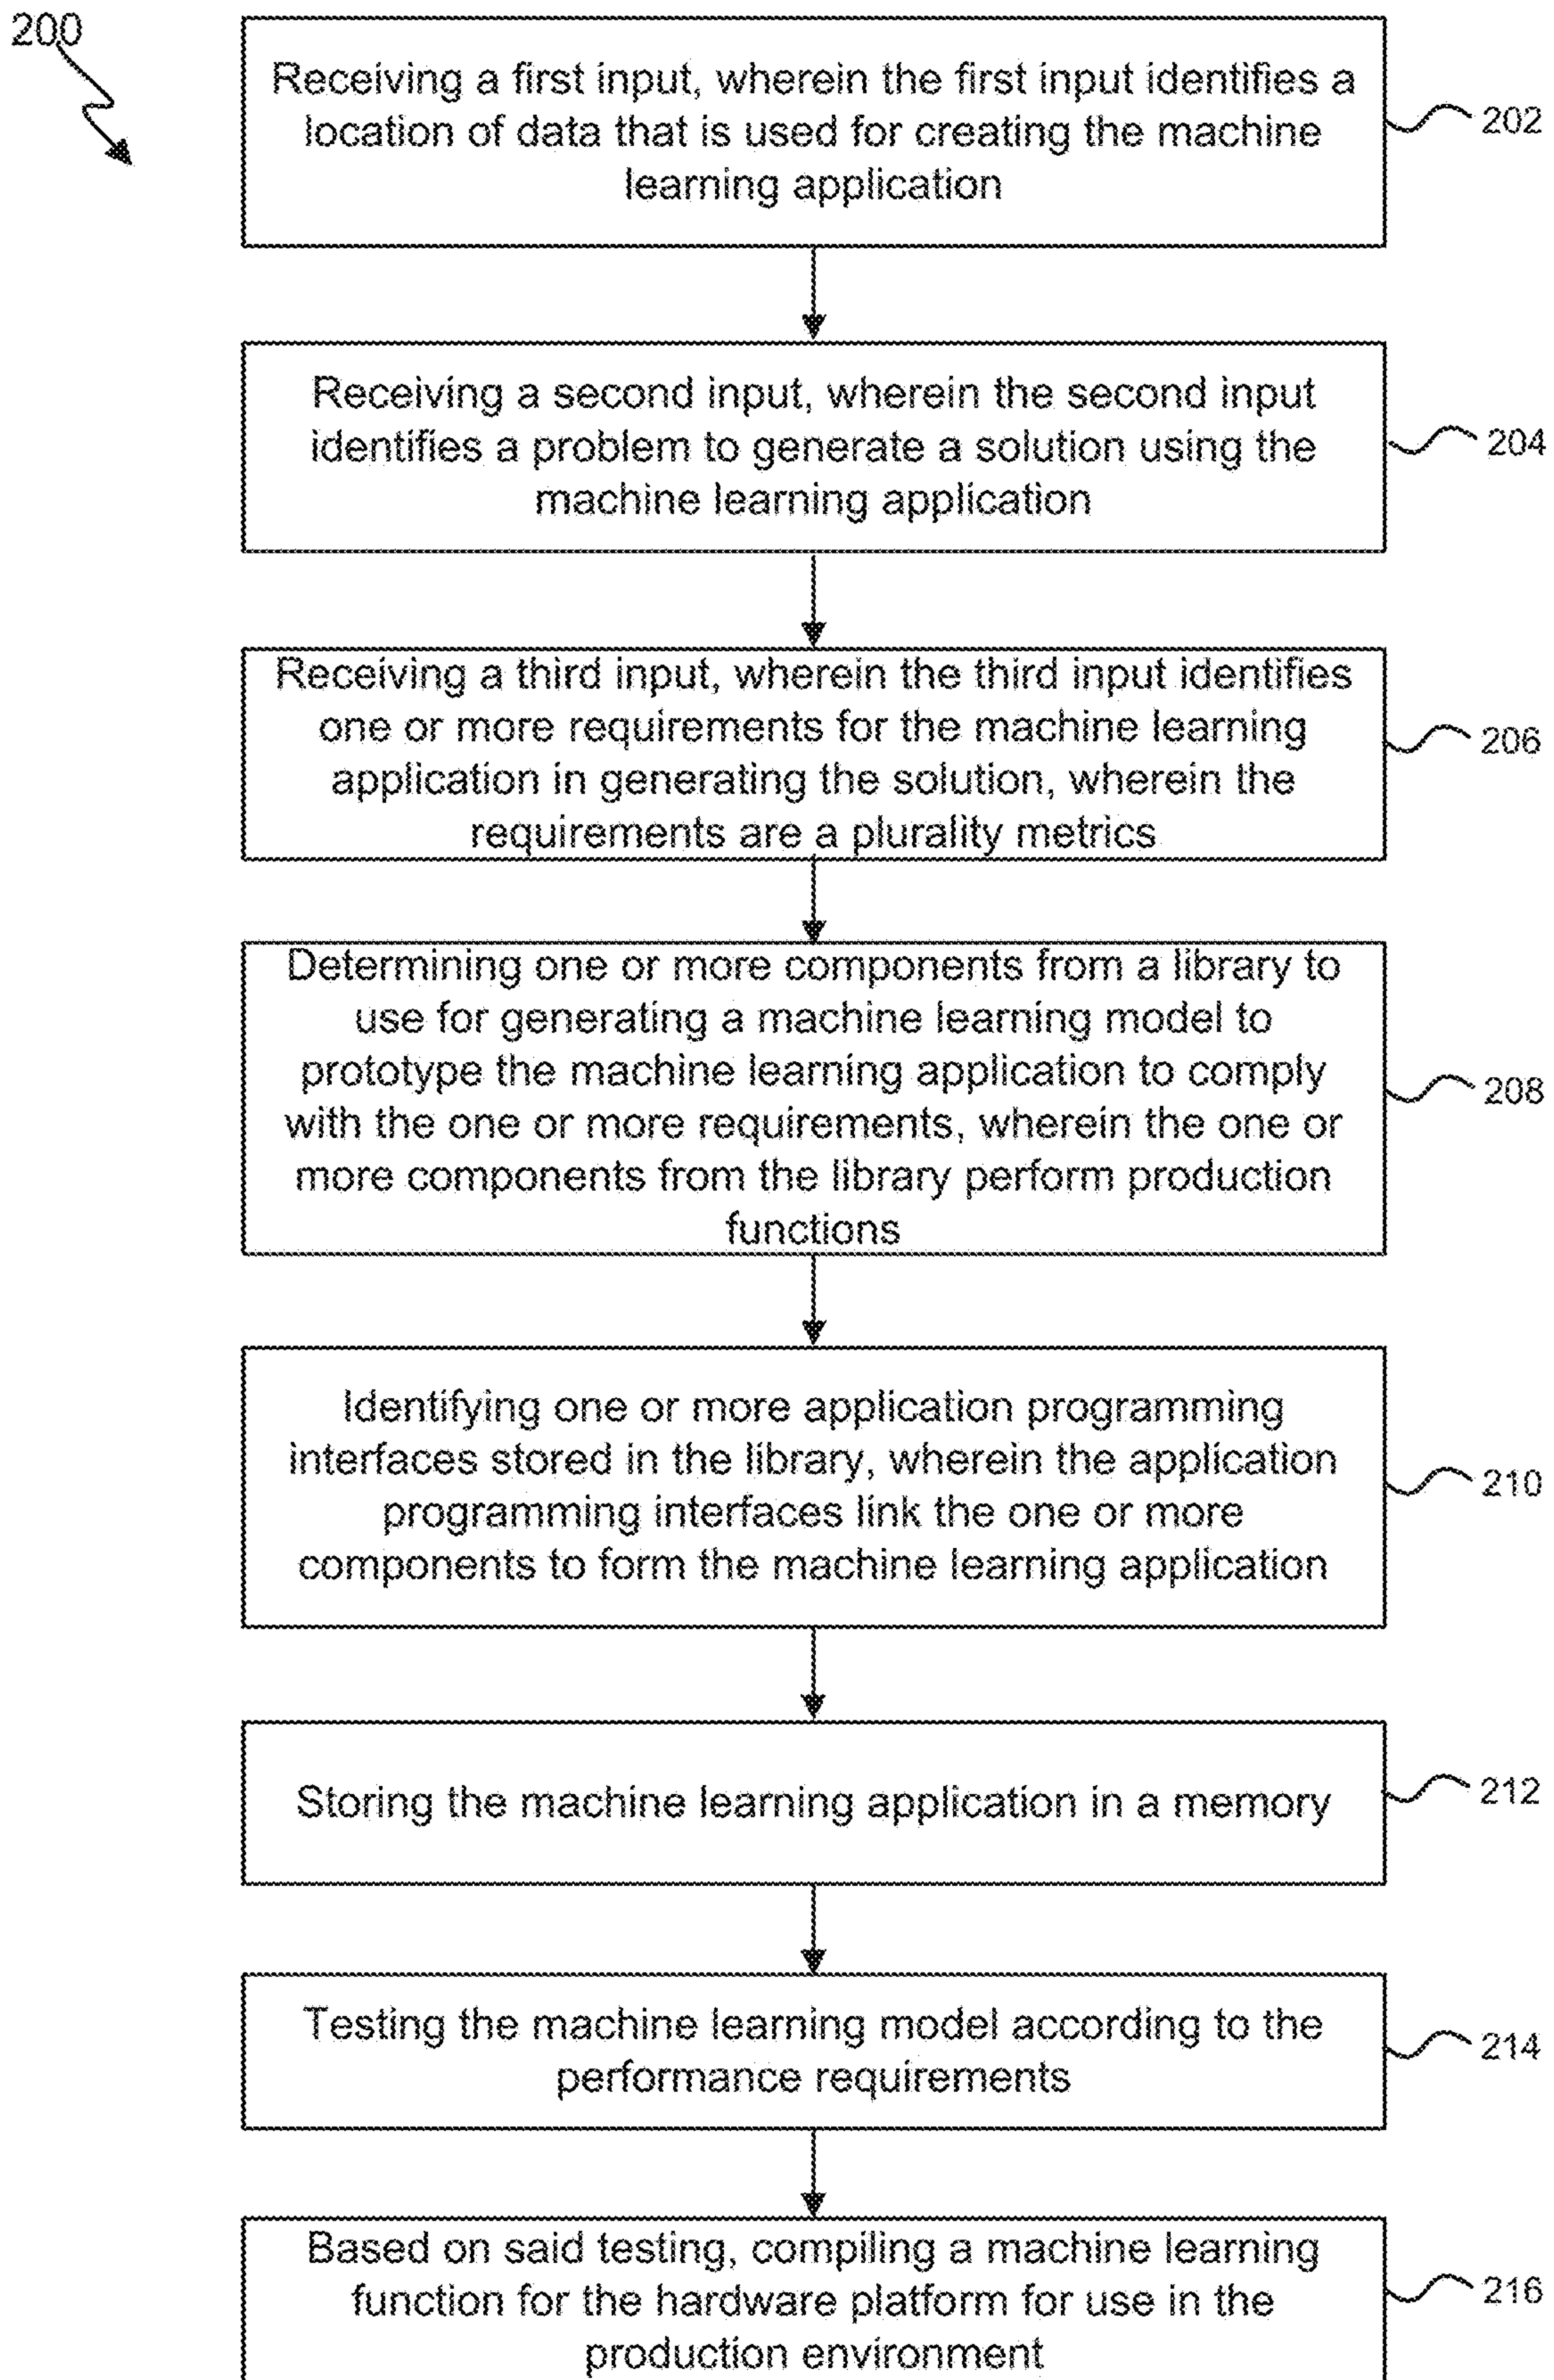 200
Receiving a first input, wherein the first input identifies a
location of data that is used for creating the machine
learning application
202
Receiving a second input, wherein the second input
identifies a problem to generate a solution using the
machine learning application
204
Receiving a third input, wherein the third input identifies
one or more requirements for the machine learning
application in generating the solution, wherein the
requirements are a plurality metrics
206
Determining one or more components from a library to
use for generating a machine learning model to
prototype the machine learning application to comply
with the one or more requirements, wherein the one or
more components from the library perform production
functions
208
Identifying one or more application programming
interfaces stored in the library, wherein the application
programming interfaces link the one or more
components to form the machine learning application
210
Storing the machine learning application in a memory
212
Testing the machine learning model according to the
performance requirements
214
Based on said testing, compiling a machine learning
function for the hardware platform for use in the
production environment
216